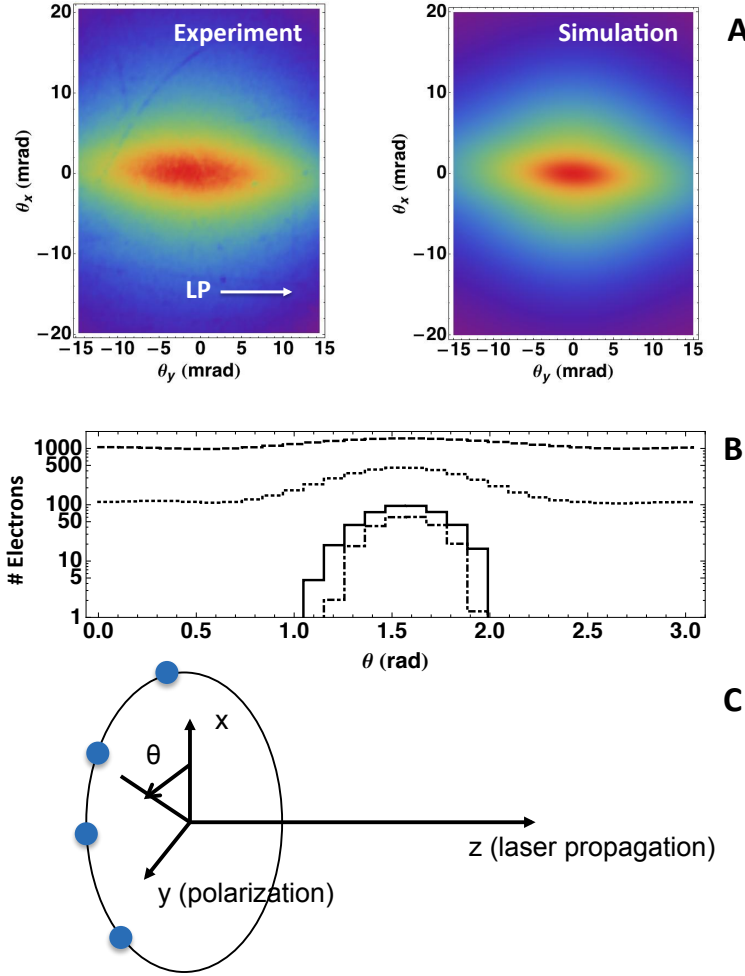 A
Experiment
20
10
0
−10
−20
θx (mrad)
LP
−15 −10 −5 0 5 10 15
θy (mrad)
Simulation
20
10
0
−10
−20
θx (mrad)
−15 −10 −5 0 5 10 15
θy (mrad)
B
# Electrons
1000
500
100
50
10
5
1
0.0 0.5 1.0 1.5 2.0 2.5 3.0
θ (rad)
C
x
θ
z (laser propagation)
y (polarization)